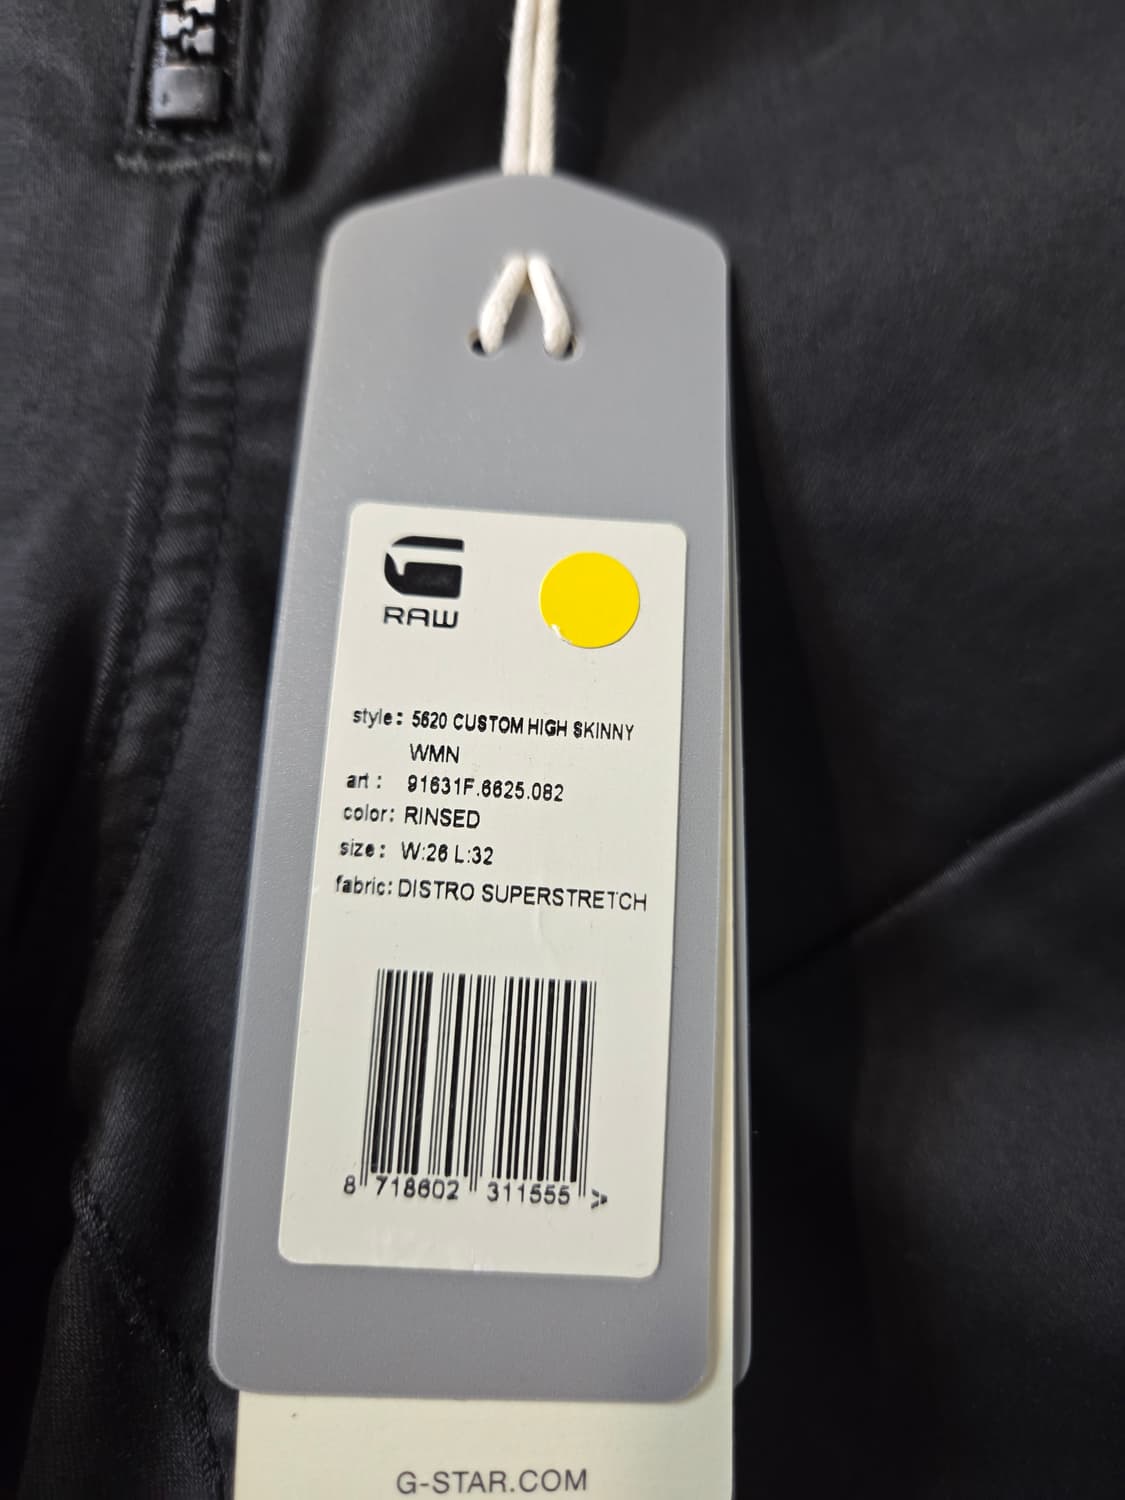 RAW
style: 5620 CUSTOM HIGH SKINNY
WMN
art : 91631F.6625.082
color: RINSED
size: W:26 L:32
fabric: DISTRO SUPERSTRETCH
8 718602 311555 >
G-STAR.COM